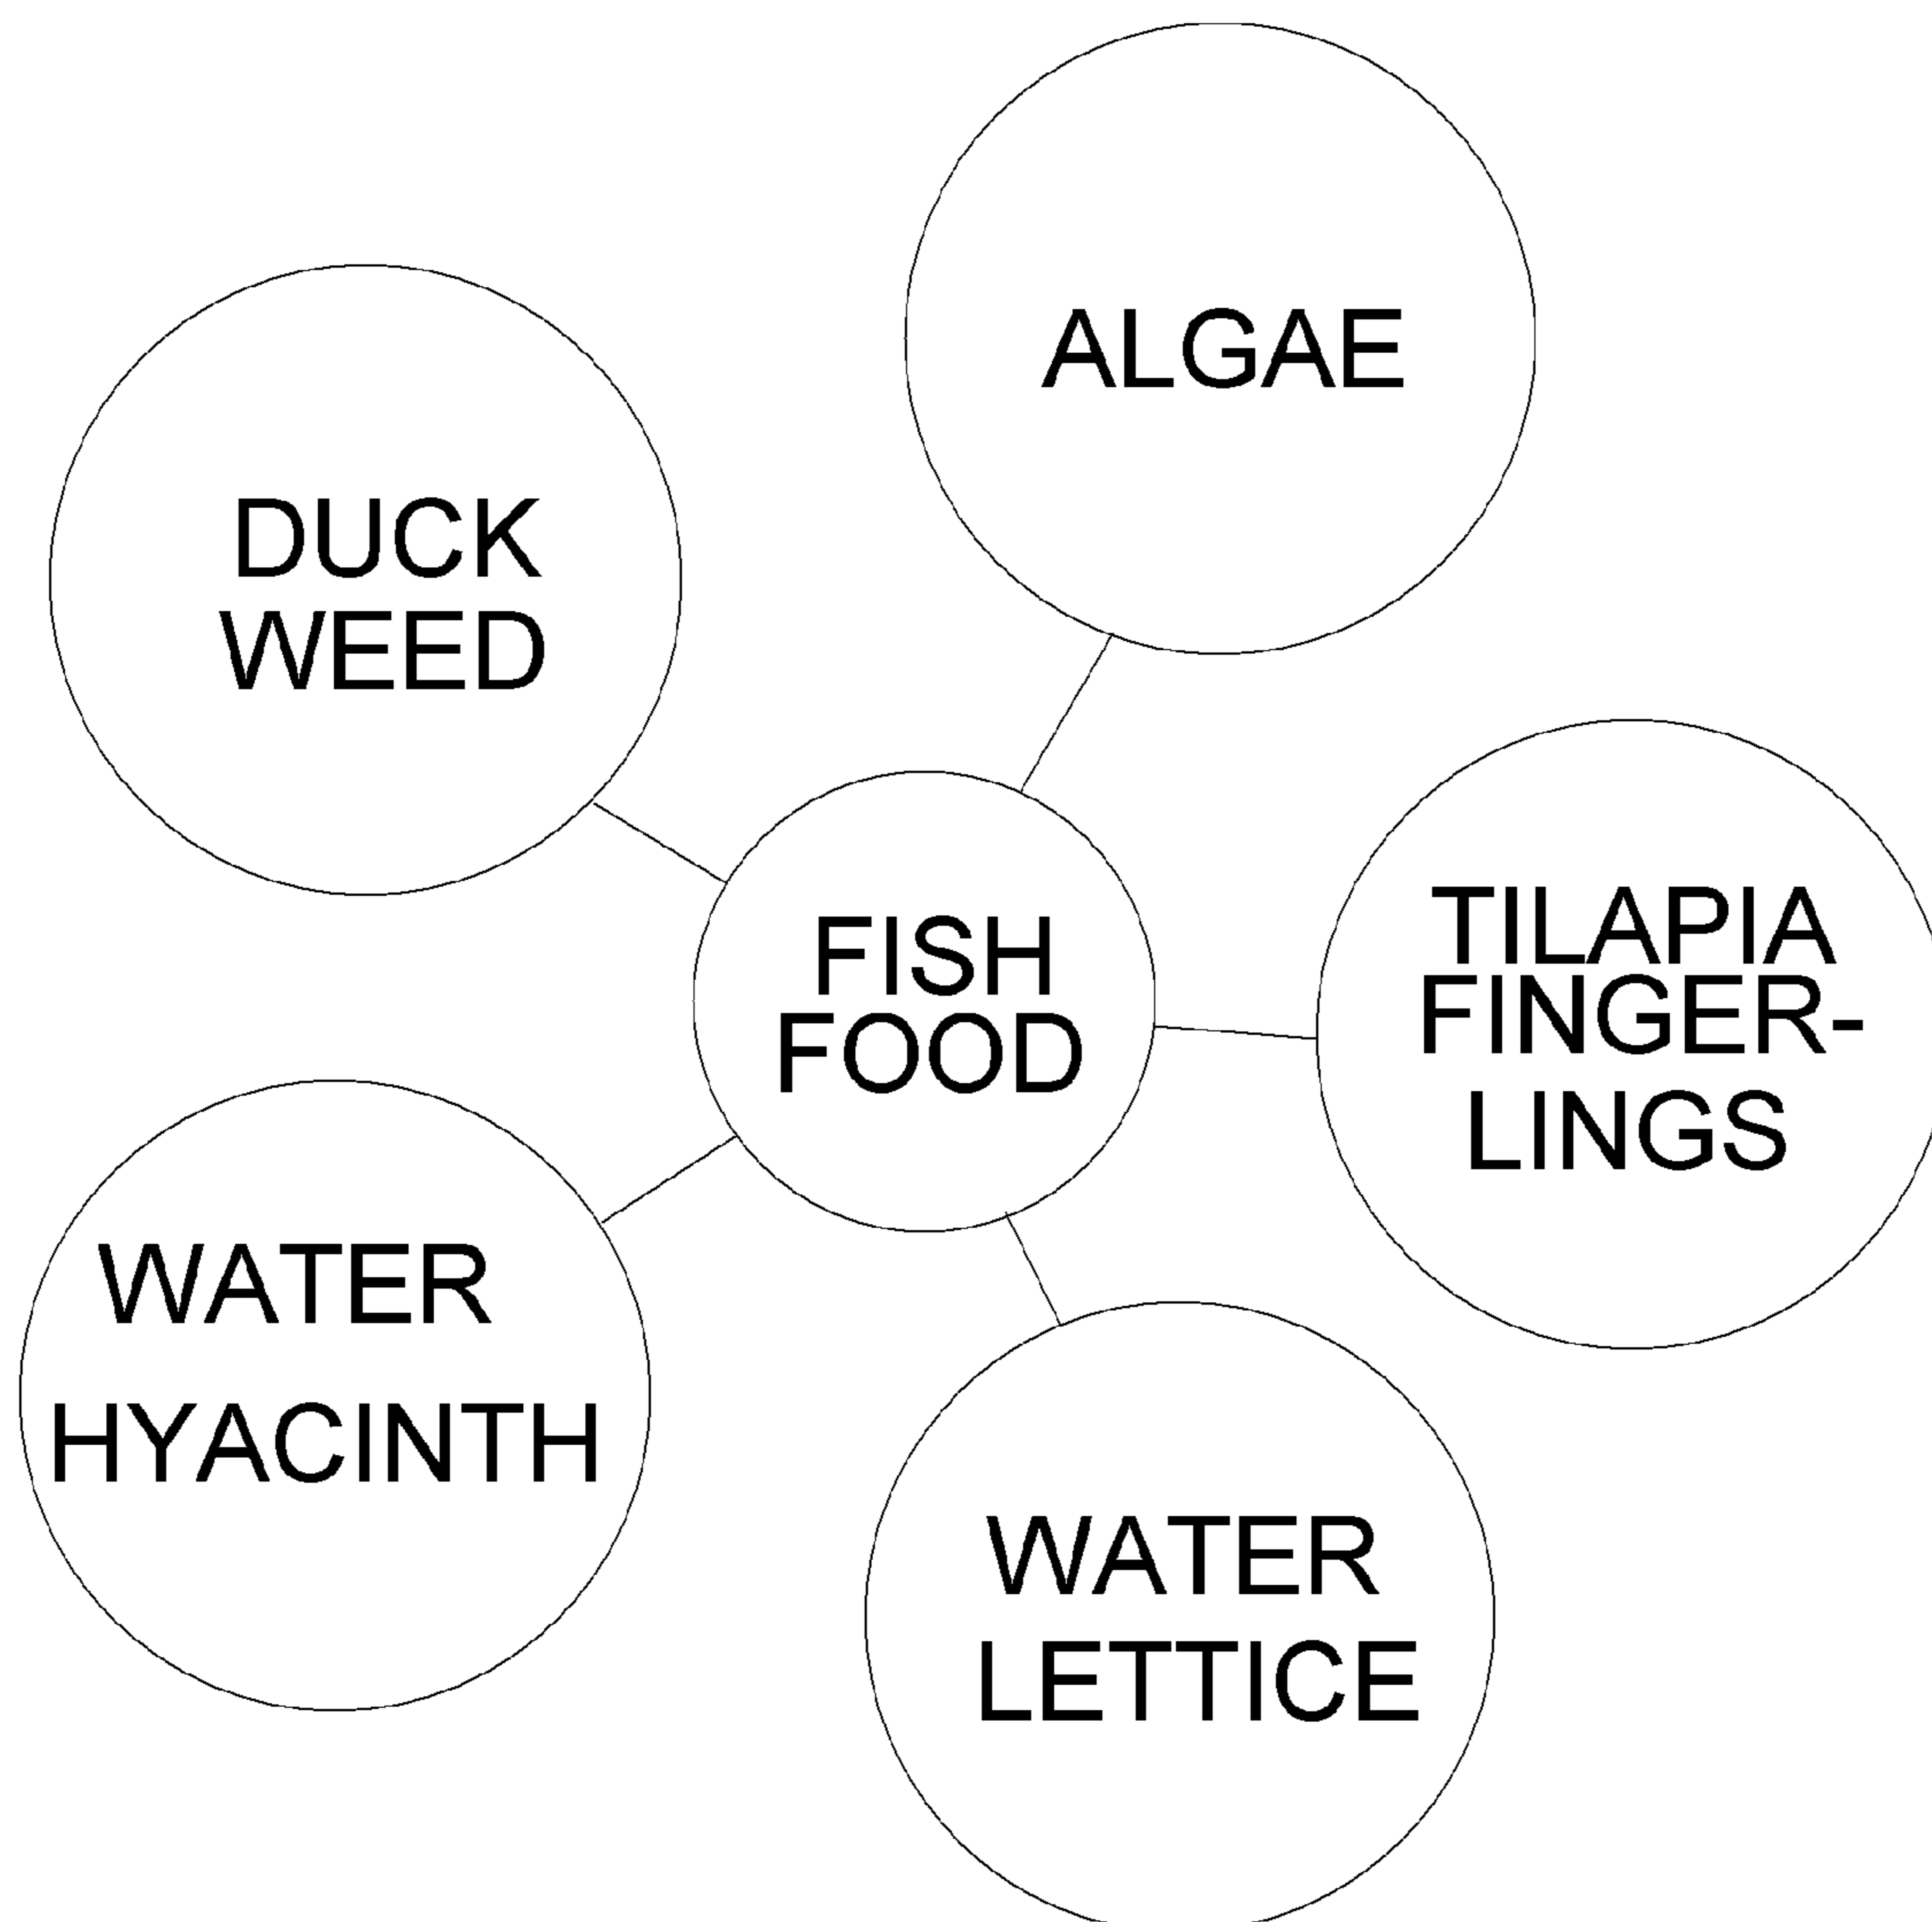 ALGAE
DUCK
WEED
FISH
FOOD
TILAPIA
FINGER-
LINGS
WATER
HYACINTH
WATER
LETTICE